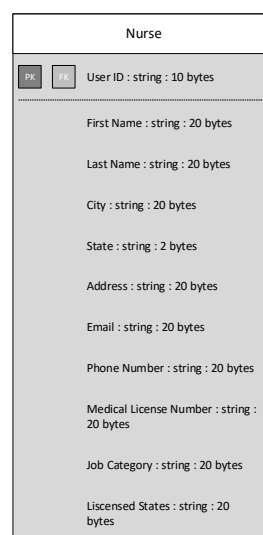 Nurse
PK FK User ID : string : 10 bytes
First Name : string : 20 bytes
Last Name : string : 20 bytes
City : string : 20 bytes
State : string : 2 bytes
Address : string : 20 bytes
Email : string : 20 bytes
Phone Number : string : 20 bytes
Medical License Number : string :
20 bytes
Job Category : string : 20 bytes
Liscensed States : string : 20
bytes